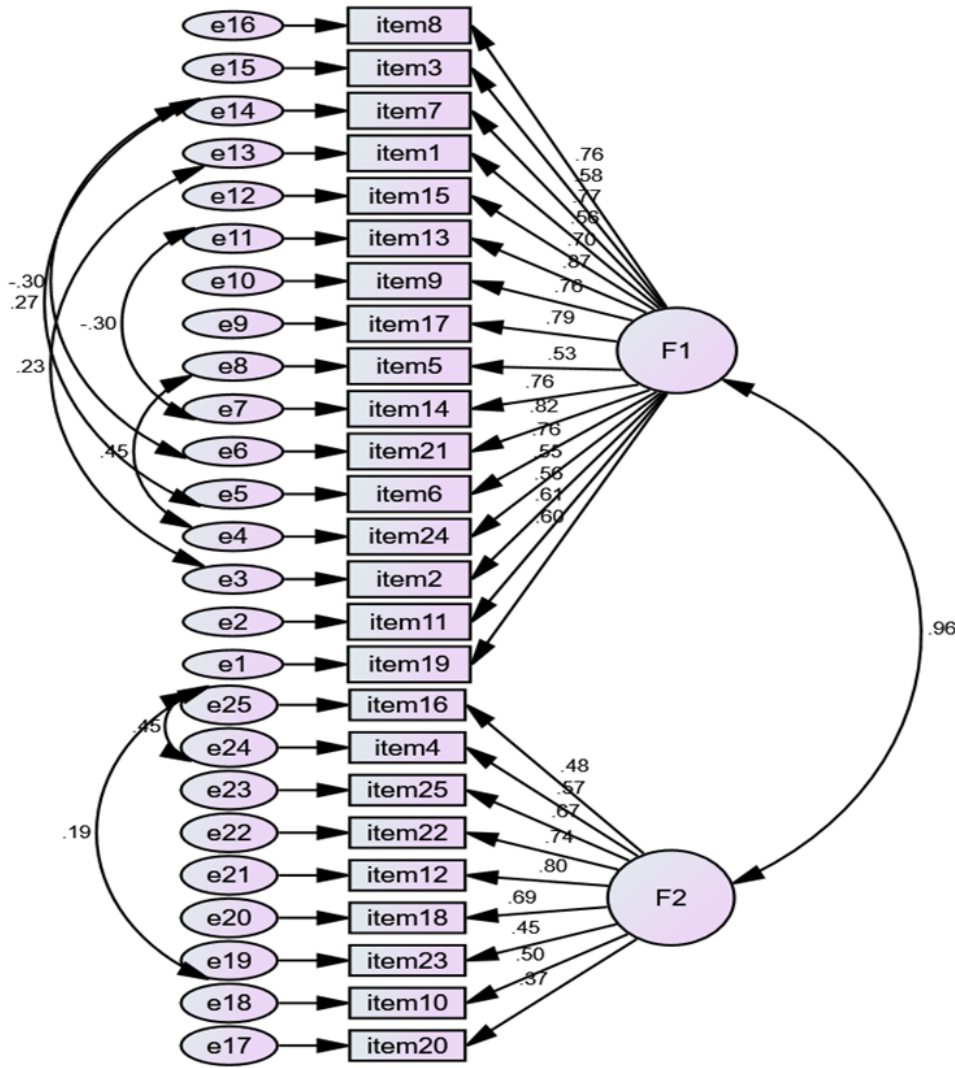 e16 item8
e15 item3
e14 item7
e13 item1
.76
.58
e12 item15
.77
.56
e11 item13
.70
.87
e10 item9
-.30
.76
.27
e9 item17
-.30
.79
F1
.23
e8 item5
.53
e7 item14
.76
.82
e6 item21
.45
.76
.55
e5 item6
.56
.61
e4 item24
.60
e3 item2
e2 item11
.96
e1 item19
e25 item16
.45
e24 item4
.48
.57
e23 item25
.67
.19
e22 item22
.74
e21 item12
.80
F2
e20 item18
.69
.45
e19 item23
.50
.37
e18 item10
e17 item20